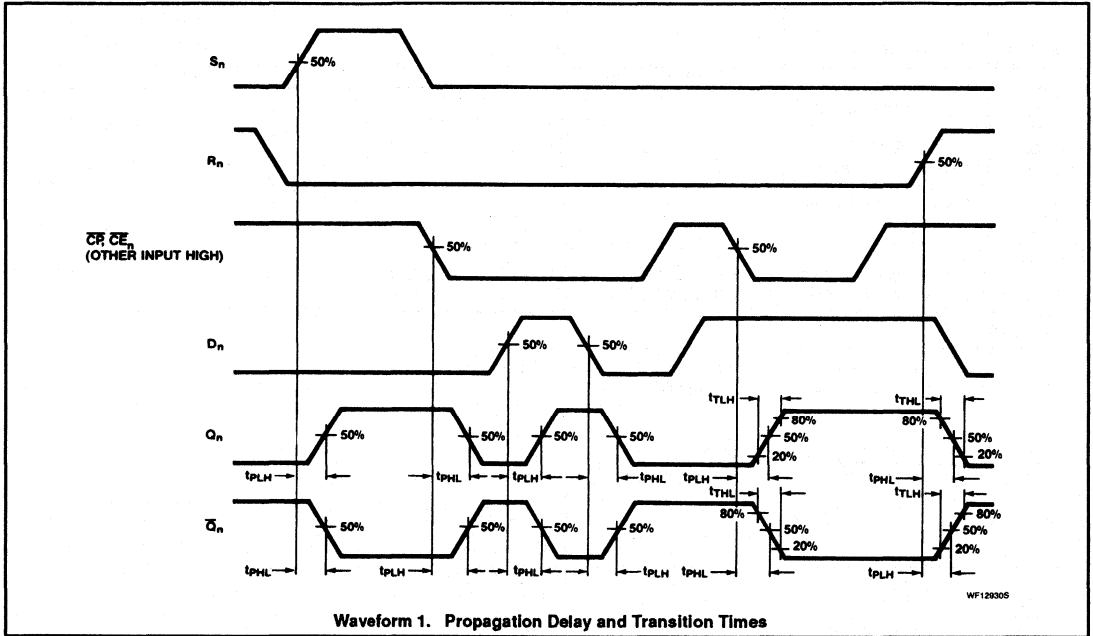 Sn
50%
Rn
50%
CP, CEn
(OTHER INPUT HIGH)
50%
50%
Dn
50%
50%
tTLH
tTHL
Qn
50%
50%
50%
50%
80%
50%
20%
80%
50%
20%
tPLH
tPHL
tPLH
tPHL
tPLH
tPHL
tTHL
tTLH
Qn
50%
50%
50%
50%
80%
50%
20%
80%
50%
20%
tPHL
tPLH
tPHL
tPLH
tPHL
tPLH
WF12930S
Waveform 1. Propagation Delay and Transition Times